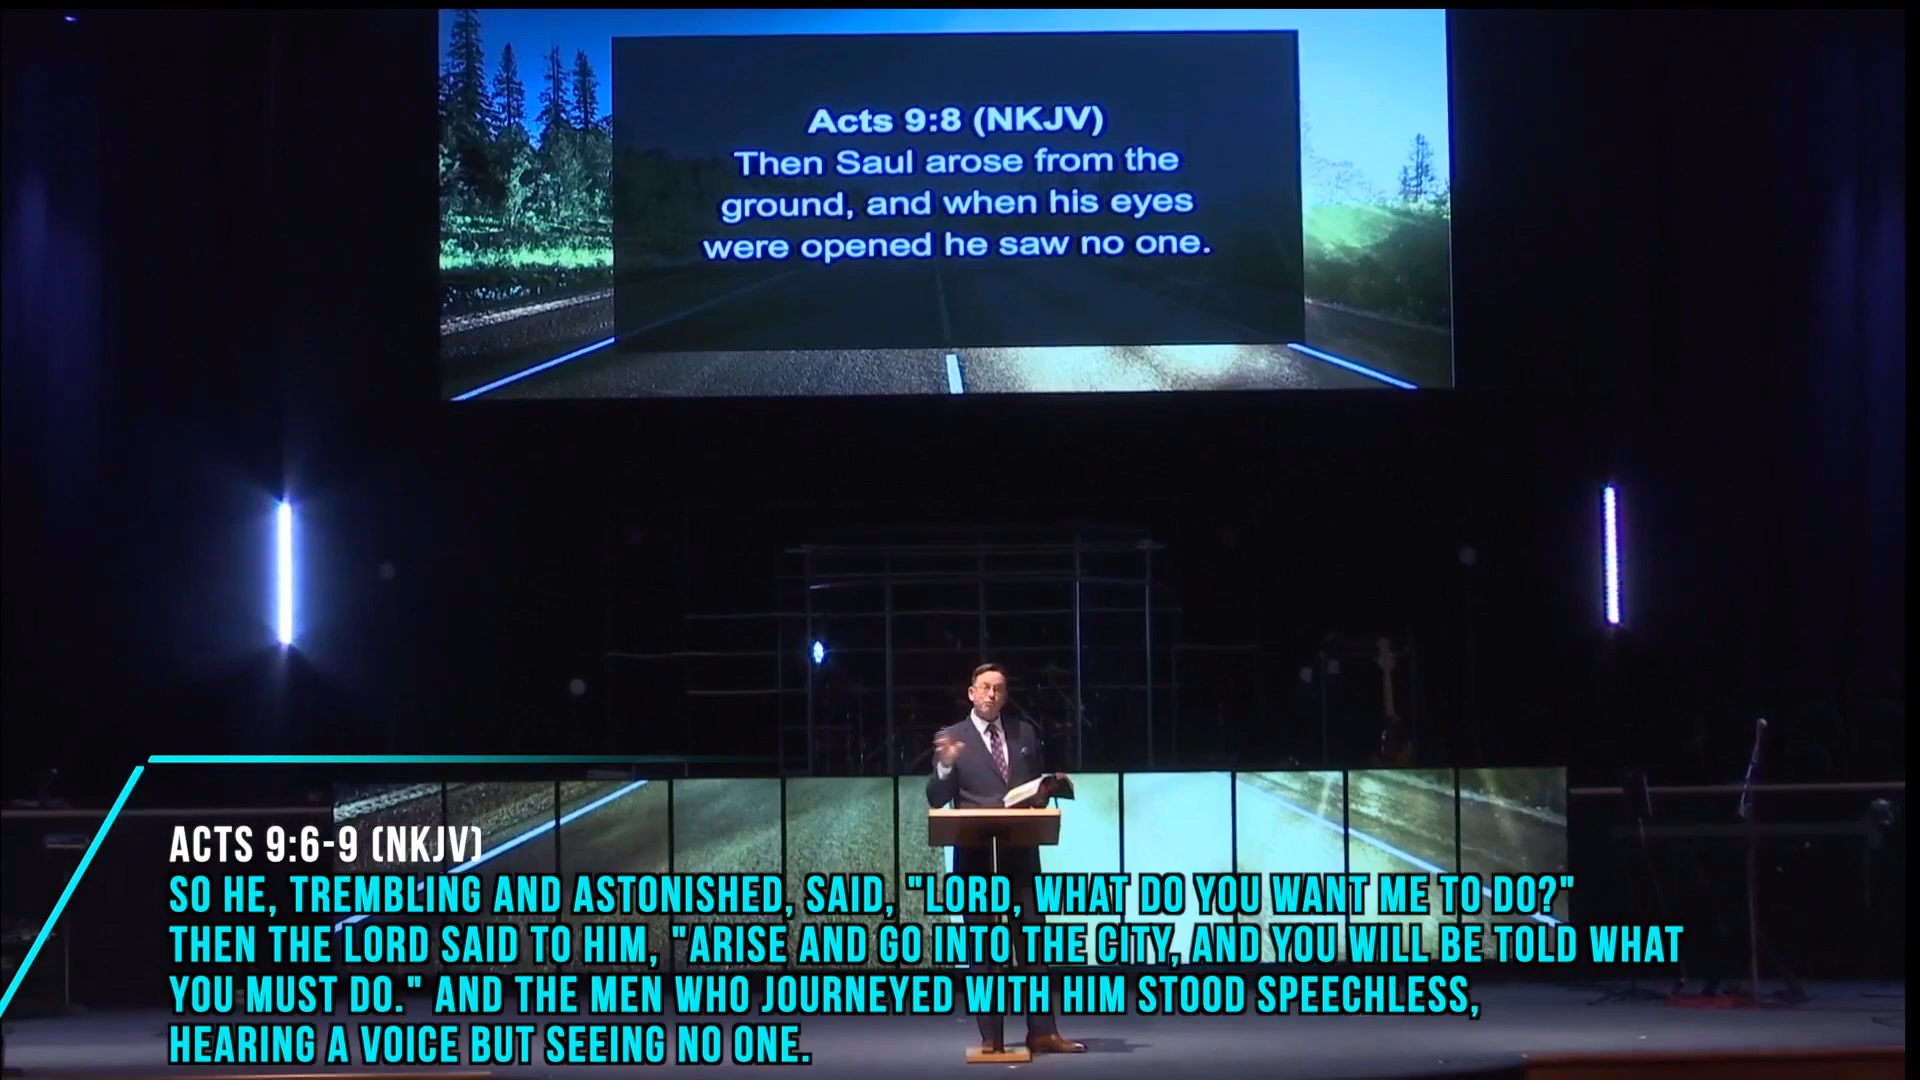 Acts 9:8 (NKJV)
Then Saul arose from the
ground, and when his eyes
were opened he saw no one.
ACTS 9:6-9 (NKJV)
SO HE, TREMBLING AND ASTONISHED, SAID, "LORD, WHAT DO YOU WANT ME TO DO?"
THEN THE LORD SAID TO HIM, "ARISE AND GO INTO THE CITY, AND YOU WILL BE TOLD WHAT
YOU MUST DO." AND THE MEN WHO JOURNEYED WITH HIM STOOD SPEECHLESS,
HEARING A VOICE BUT SEEING NO ONE.